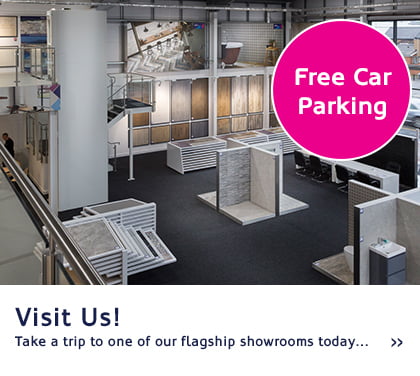 Free Car
Parking
Visit Us!
Take a trip to one of our flagship showrooms today... >>